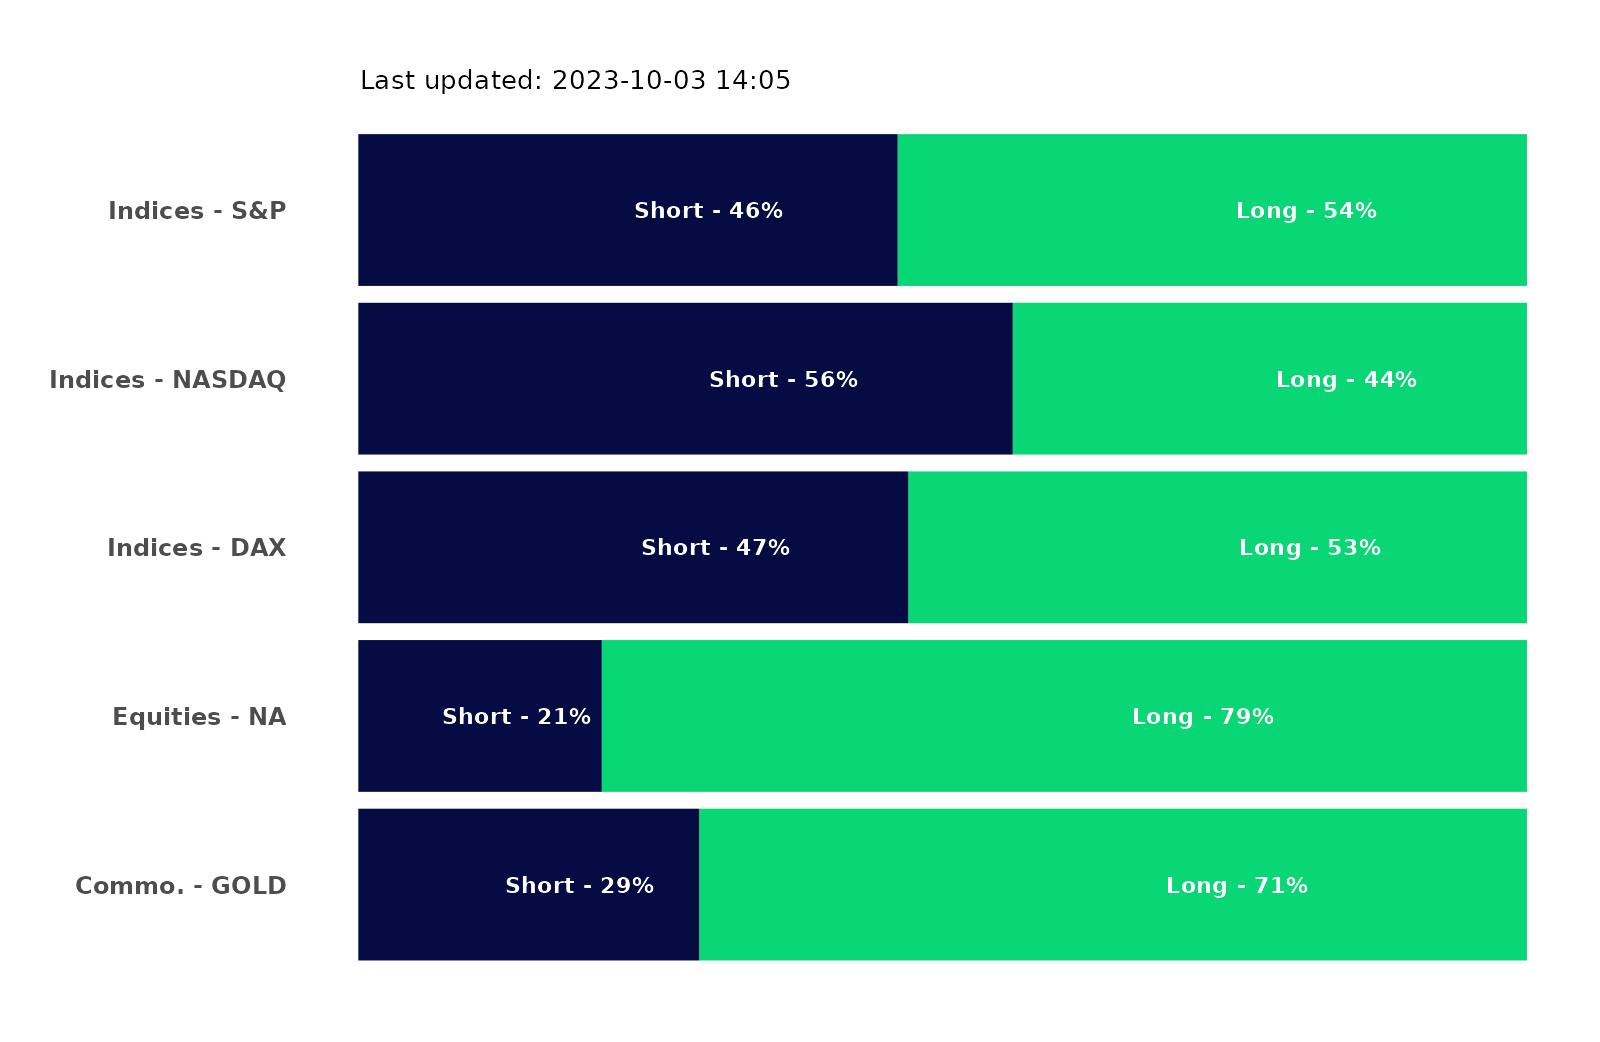 Last updated: 2023-10-03 14:05
Indices - S&P
Short - 46%
Long - 54%
Indices - NASDAQ
Short - 56%
Long - 44%
Indices - DAX
Short - 47%
Long - 53%
Equities - NA
Short - 21%
Long - 79%
Commo. - GOLD
Short - 29%
Long - 71%